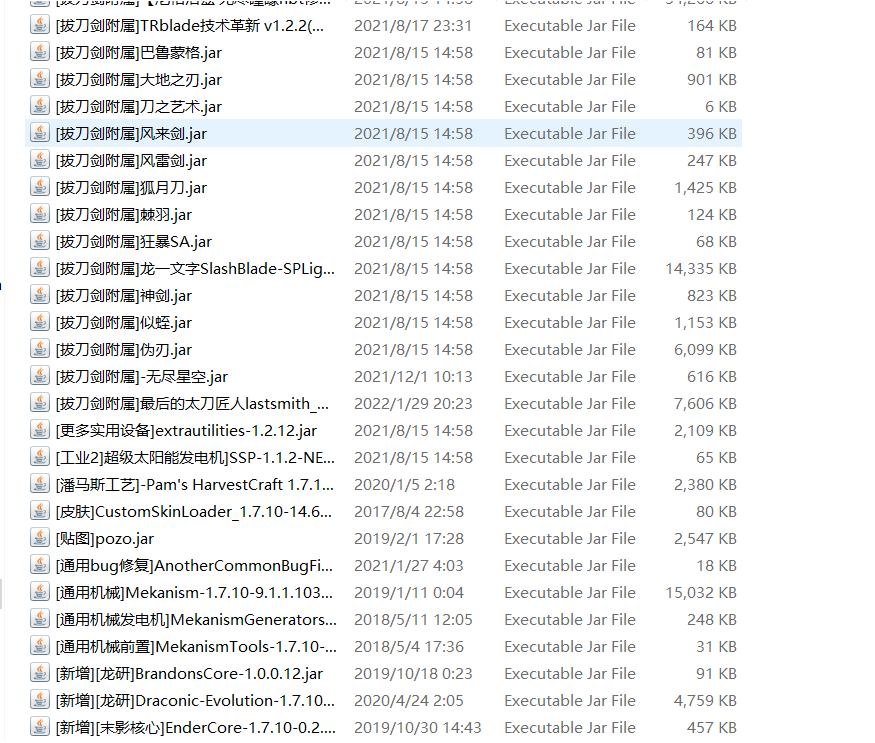 [拔刀剑附属]TRblade技术革新 v1.2.2(... 2021/8/17 23:31 Executable Jar File 164 KB
[拔刀剑附属]巴鲁蒙格.jar 2021/8/15 14:58 Executable Jar File 81 KB
[拔刀剑附属]大地之刃.jar 2021/8/15 14:58 Executable Jar File 901 KB
[拔刀剑附属]刀之艺术.jar 2021/8/15 14:58 Executable Jar File 6 KB
[拔刀剑附属]风来剑.jar 2021/8/15 14:58 Executable Jar File 396 KB
[拔刀剑附属]风雷剑.jar 2021/8/15 14:58 Executable Jar File 247 KB
[拔刀剑附属]狐月刀.jar 2021/8/15 14:58 Executable Jar File 1,425 KB
[拔刀剑附属]棘羽.jar 2021/8/15 14:58 Executable Jar File 124 KB
[拔刀剑附属]狂暴SA.jar 2021/8/15 14:58 Executable Jar File 68 KB
[拔刀剑附属]龙一文字SlashBlade-SPLig... 2021/8/15 14:58 Executable Jar File 14,335 KB
[拔刀剑附属]神剑.jar 2021/8/15 14:58 Executable Jar File 823 KB
[拔刀剑附属]似蛭.jar 2021/8/15 14:58 Executable Jar File 1,153 KB
[拔刀剑附属]伪刃.jar 2021/8/15 14:58 Executable Jar File 6,099 KB
[拔刀剑附属]-无尽星空.jar 2021/12/1 10:13 Executable Jar File 616 KB
[拔刀剑附属]最后的太刀匠人lastsmith_... 2022/1/29 20:23 Executable Jar File 7,606 KB
[更多实用设备]extrautilities-1.2.12.jar 2021/8/15 14:58 Executable Jar File 2,109 KB
[工业2]超级太阳能发电机]SSP-1.1.2-NE... 2021/8/15 14:58 Executable Jar File 65 KB
[潘马斯工艺]-Pam's HarvestCraft 1.7.1... 2020/1/5 2:18 Executable Jar File 2,380 KB
[皮肤]CustomSkinLoader_1.7.10-14.6... 2017/8/4 22:58 Executable Jar File 80 KB
[贴图]pozo.jar 2019/2/1 17:28 Executable Jar File 2,547 KB
[通用bug修复]AnotherCommonBugFi... 2021/1/27 4:03 Executable Jar File 18 KB
[通用机械]Mekanism-1.7.10-9.1.1.103... 2019/1/11 0:04 Executable Jar File 15,032 KB
[通用机械发电机]MekanismGenerators... 2018/5/11 12:05 Executable Jar File 248 KB
[通用机械前置]MekanismTools-1.7.10-... 2018/5/4 17:36 Executable Jar File 31 KB
[新增][龙研]BrandonsCore-1.0.0.12.jar 2019/10/18 0:23 Executable Jar File 91 KB
[新增][龙研]Draconic-Evolution-1.7.10... 2020/4/24 2:05 Executable Jar File 4,759 KB
[新增][末影核心]EnderCore-1.7.10-0.2.... 2019/10/30 14:43 Executable Jar File 457 KB